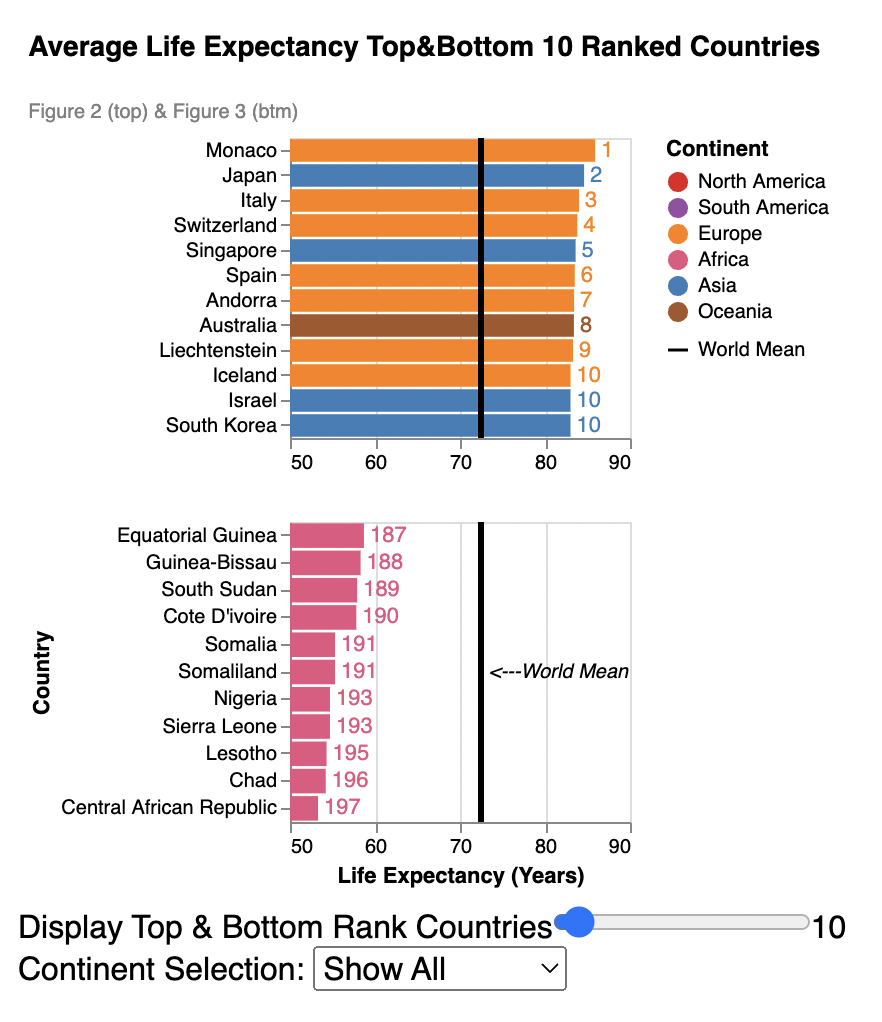 Average Life Expectancy Top&Bottom 10 Ranked Countries
Figure 2 (top) & Figure 3 (btm)
Monaco 1
Japan 2
Italy 3
Switzerland 4
Singapore 5
Spain 6
Andorra 7
Australia 8
Liechtenstein 9
Iceland 10
Israel 10
South Korea 10
50 60 70 80 90
Continent
North America
South America
Europe
Africa
Asia
Oceania
World Mean
Country
Equatorial Guinea 187
Guinea-Bissau 188
South Sudan 189
Cote D'ivoire 190
Somalia 191
Somaliland 191
<---World Mean
Nigeria 193
Sierra Leone 193
Lesotho 195
Chad 196
Central African Republic 197
50 60 70 80 90
Life Expectancy (Years)
Display Top & Bottom Rank Countries 10
Continent Selection: Show All